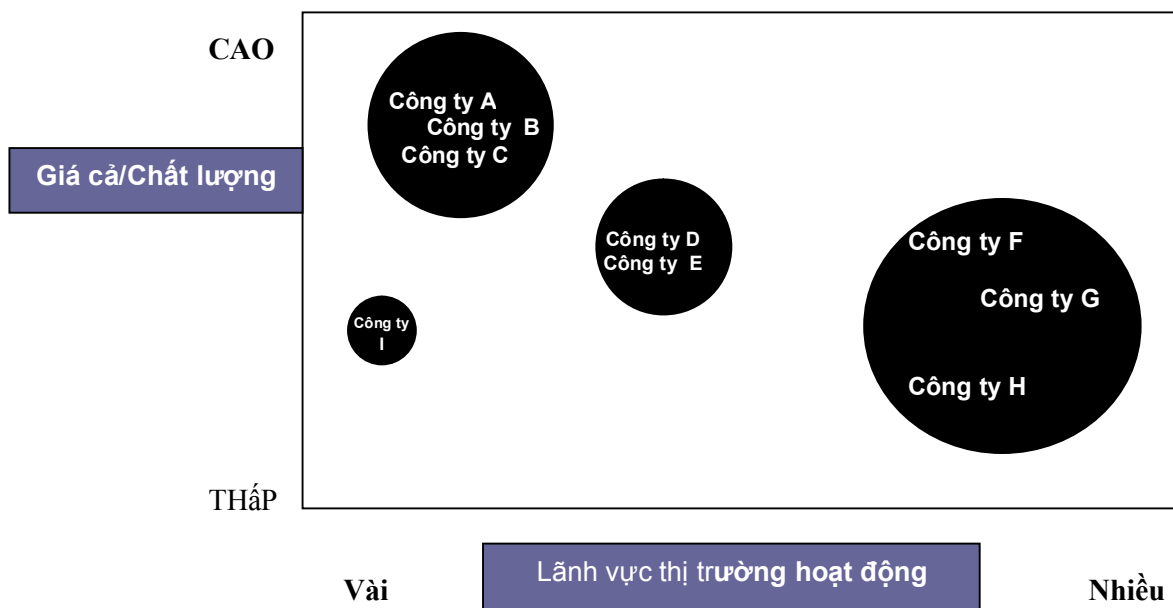 CAO
Công ty A
Công ty B
Công ty C
Giá cả/Chất lượng
Công ty D
Công ty E
Công ty F
Công ty G
Công ty
I
Công ty H
THấP
Lãnh vực thị trường hoạt động
Vài
Nhiều